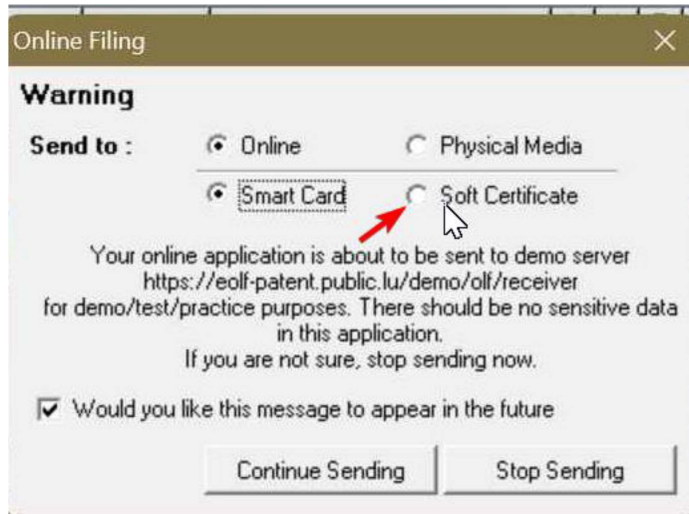 Online Filing
Warning
Send to : Online Physical Media
Smart Card Soft Certificate
Your online application is about to be sent to demo server
https://eolf-patent.public.lu/demo/olf/receiver
for demo/test/practice purposes. There should be no sensitive data
in this application.
If you are not sure, stop sending now.
Would you like this message to appear in the future
Continue Sending Stop Sending